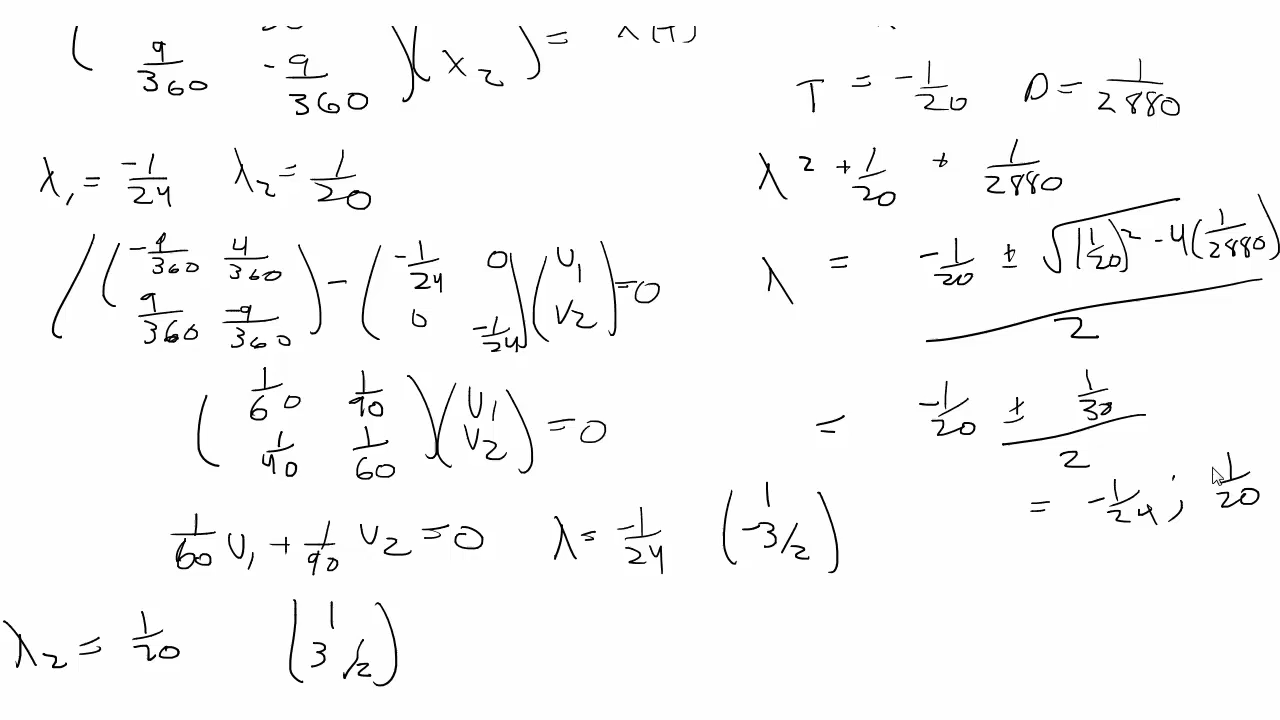 ( 9/360 -9/360 )( x2 ) =
T = -1/20 D = 1/2880
λ1 = -1/24 λ2 = 1/20
λ² + 1/20 + 1/2880
( ( -9/360 4/360 ; 9/360 -9/360 ) - ( -1/24 0 ; 0 -1/24 ) ( v1 ; v2 ) = 0
λ = (-1/20 ± √((1/20)² - 4(1/2880))) / 2
( 1/60 1/90 ; 1/40 1/60 ) ( v1 ; v2 ) = 0
= (-1/20 ± 1/30) / 2
= -1/24 ; 1/20
1/60 v1 + 1/90 v2 = 0 λ = -1/24 ( 1 ; -3/2 )
λ2 = 1/20 ( 1 ; 3/2 )